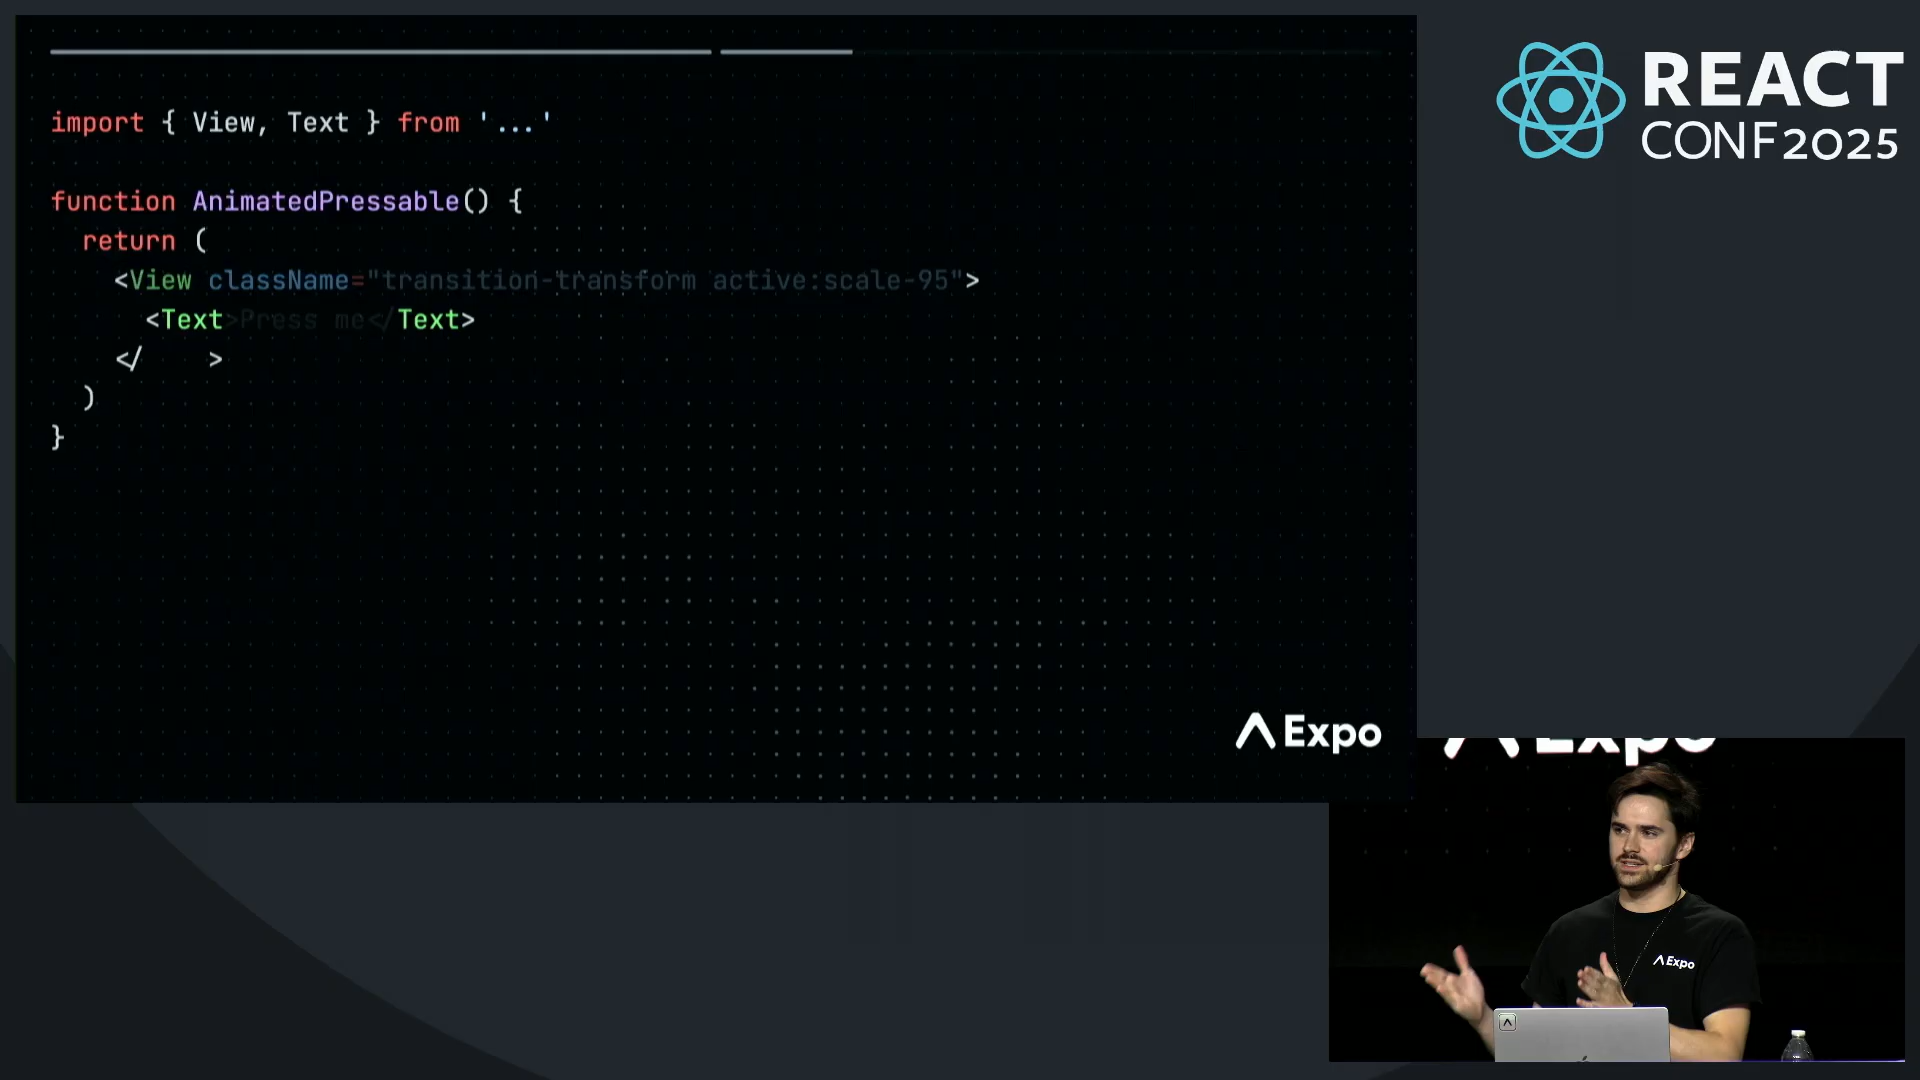 import { View, Text } from '...'
function AnimatedPressable() {
return (
<View className="transition-transform active:scale-95">
<Text>Press me</Text>
</ >
)
}
Expo
REACT
CONF2025
Expo
Expo